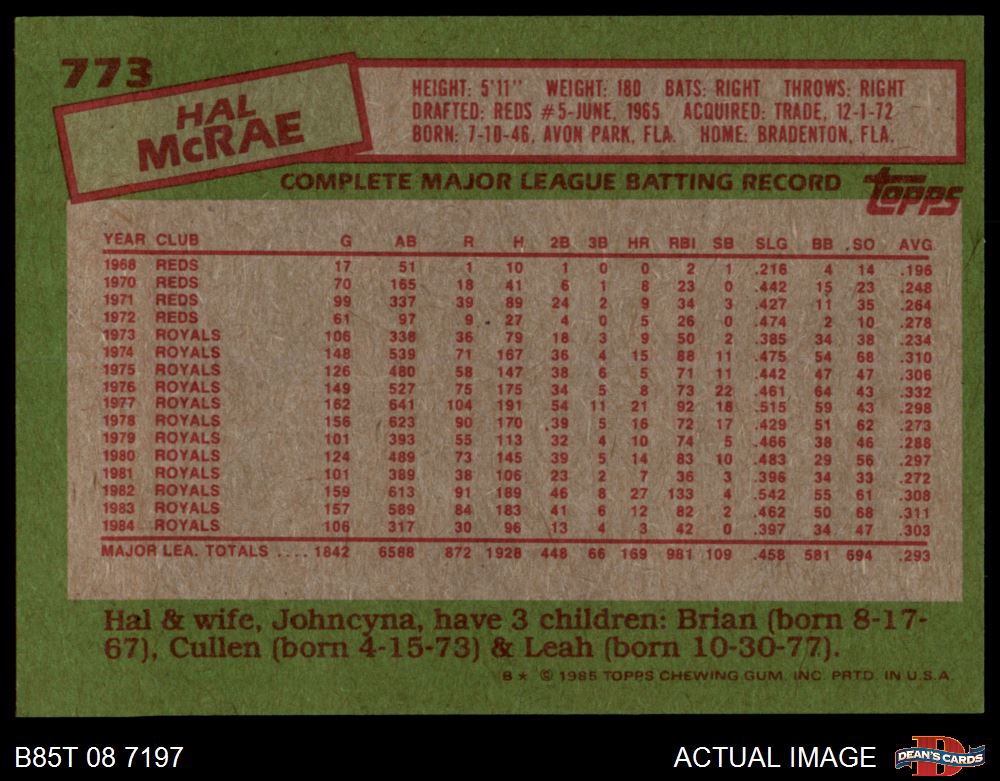 773
HAL
McRAE
HEIGHT: 5'11" WEIGHT: 180 BATS: RIGHT THROWS: RIGHT
DRAFTED: REDS #5-JUNE, 1965 ACQUIRED: TRADE, 12-1-72
BORN: 7-10-46, AVON PARK, FLA. HOME: BRADENTON, FLA.
COMPLETE MAJOR LEAGUE BATTING RECORD topps
YEAR CLUB G AB R H 2B 3B HR RBI SB SLG BB SO AVG
1968 REDS 17 51 1 10 1 0 0 2 1 .216 4 14 .196
1970 REDS 70 165 18 41 6 1 8 23 0 .442 15 23 .248
1971 REDS 99 337 39 89 24 2 9 34 3 .427 11 35 .264
1972 REDS 61 97 9 27 4 0 5 26 0 .474 2 10 .278
1973 ROYALS 106 338 36 79 18 3 9 50 2 .385 34 38 .234
1974 ROYALS 148 539 71 167 36 4 15 88 11 .475 54 68 .310
1975 ROYALS 126 480 58 147 38 6 5 71 11 .442 47 47 .306
1976 ROYALS 149 527 75 175 34 5 8 73 22 .461 64 43 .332
1977 ROYALS 162 641 104 191 54 11 21 92 18 .515 59 43 .298
1978 ROYALS 156 623 90 170 39 5 16 72 17 .429 51 62 .273
1979 ROYALS 101 393 55 113 32 4 10 74 5 .466 38 46 .288
1980 ROYALS 124 489 73 145 39 5 14 83 10 .483 29 56 .297
1981 ROYALS 101 389 38 106 23 2 7 36 3 .396 34 33 .272
1982 ROYALS 159 613 91 189 46 8 27 133 4 .542 55 61 .308
1983 ROYALS 157 589 84 183 41 6 12 82 2 .462 50 68 .311
1984 ROYALS 106 317 30 96 13 4 3 42 0 .397 34 47 .303
MAJOR LEA. TOTALS .... 1842 6588 872 1928 448 66 169 981 109 .458 581 694 .293
Hal & wife, Johncyna, have 3 children: Brian (born 8-17-
67), Cullen (born 4-15-73) & Leah (born 10-30-77).
B* © 1985 TOPPS CHEWING GUM, INC. PRTD. IN U.S.A.
B85T 08 7197 ACTUAL IMAGE D DEAN'S CARDS